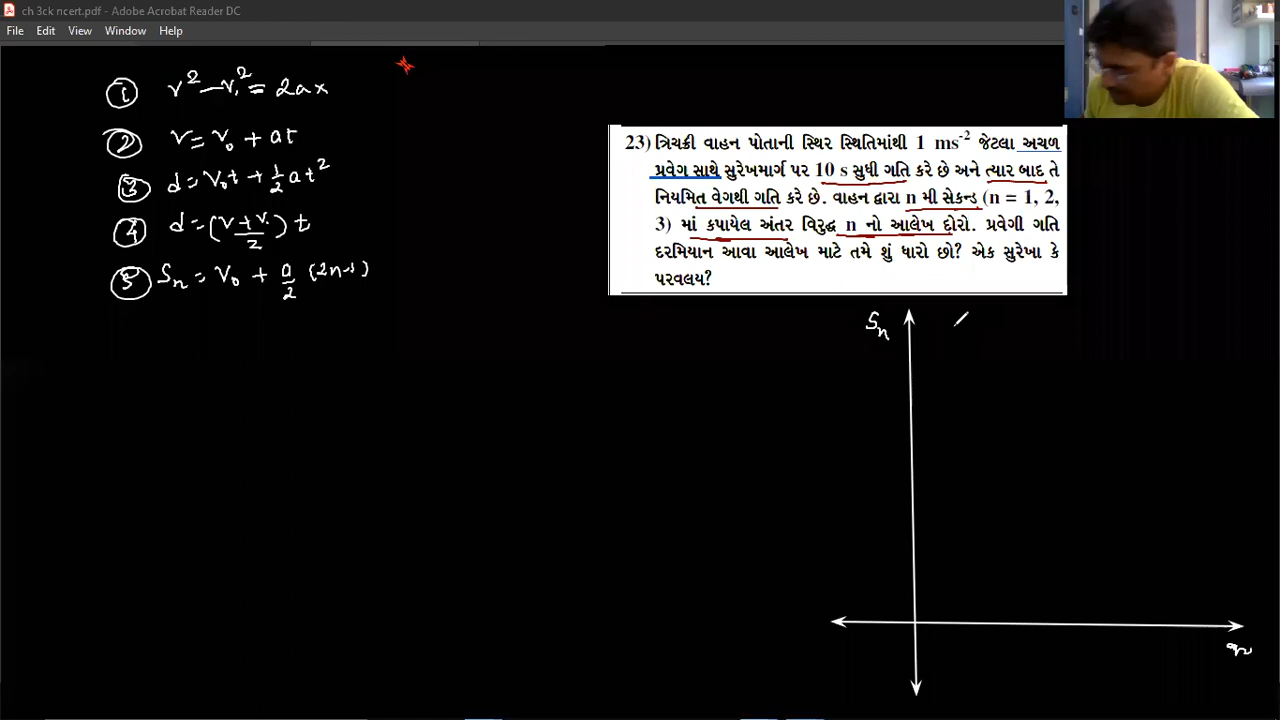 ch 3ck ncert.pdf - Adobe Acrobat Reader DC
File Edit View Window Help
① v² - v₀² = 2ax
② v = v₀ + at
③ d = v₀t + ½at²
④ d = (v + v₀/2) t
⑤ Sn = v₀ + a/2 (2n-1)
23) ત્રિચક્રી વાહન પોતાની સ્થિર સ્થિતિમાંથી 1 ms⁻² જેટલા અચળ
પ્રવેગ સાથે સુરેખમાર્ગ પર 10 s સુધી ગતિ કરે છે અને ત્યાર બાદ તે
નિયમિત વેગથી ગતિ કરે છે. વાહન દ્વારા n મી સેકન્ડ (n = 1, 2,
3) માં કપાયેલ અંતર વિરુદ્ધ n નો આલેખ દોરો. પ્રવેગી ગતિ
દરમિયાન આવા આલેખ માટે તમે શું ધારો છો? એક સુરેખા કે
પરવલય?
Sn
n